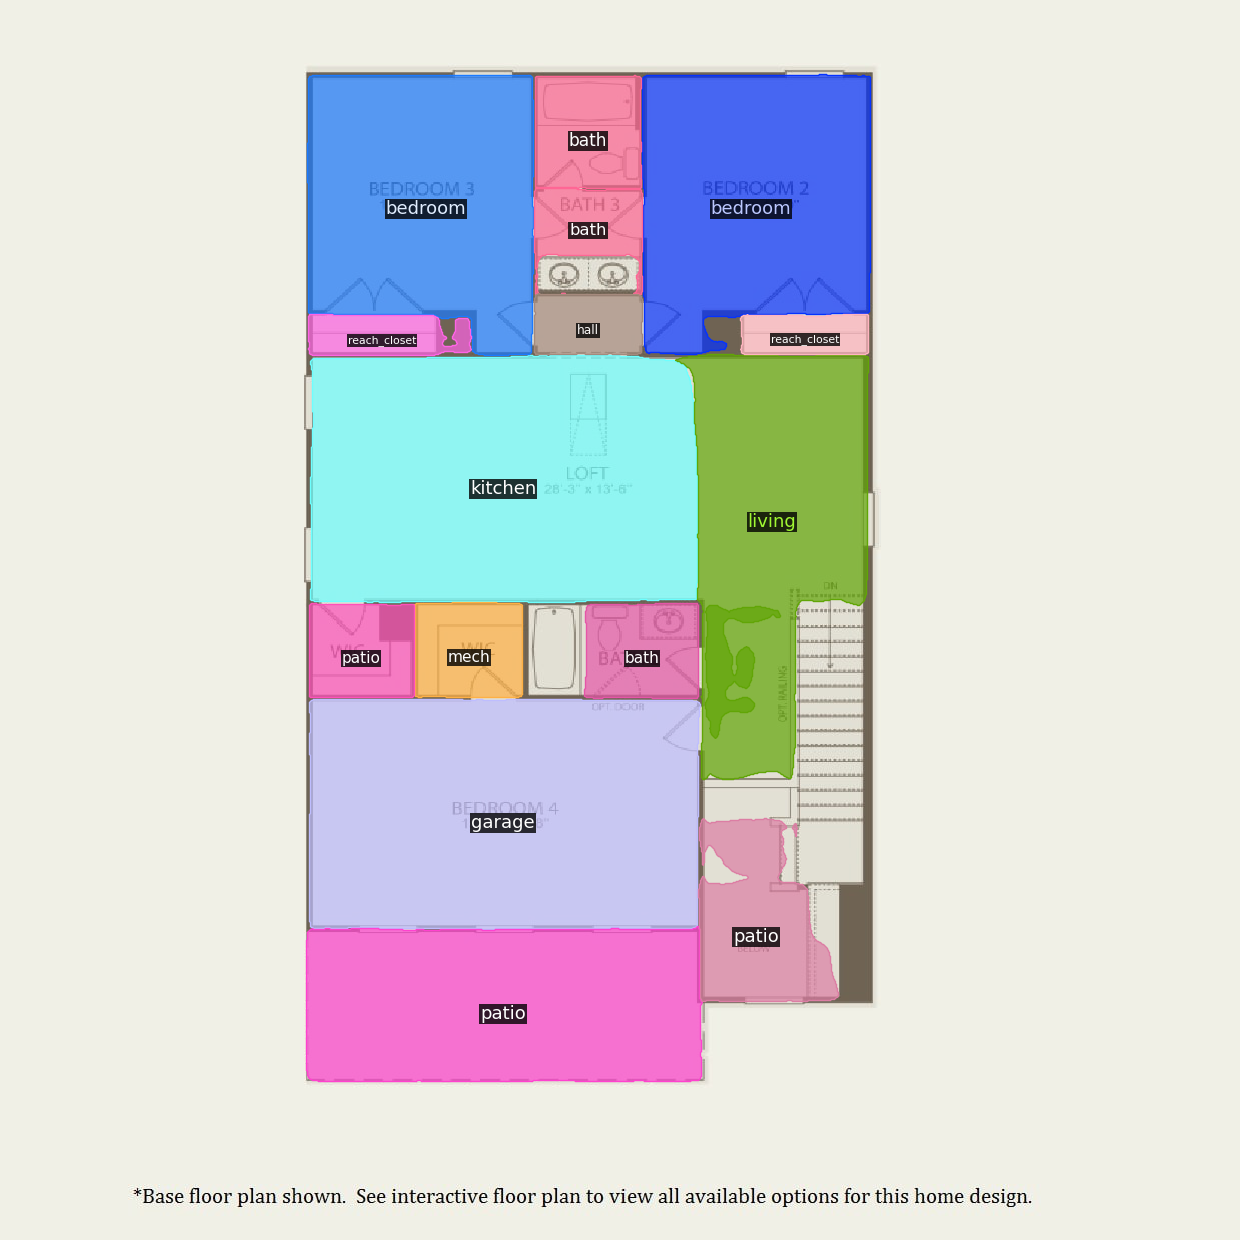 bath
BEDROOM 3
BEDROOM 2
bedroom
BATH 3
bedroom
bath
hall
reach_closet
reach_closet
LOFT
kitchen
28'-3" x 13'-6"
living
DN
WIC
patio
WIC
mech
bath
OPT. RAILING
OPT. DOOR
BEDROOM 4
garage
patio
patio
*Base floor plan shown.  See interactive floor plan to view all available options for this home design.